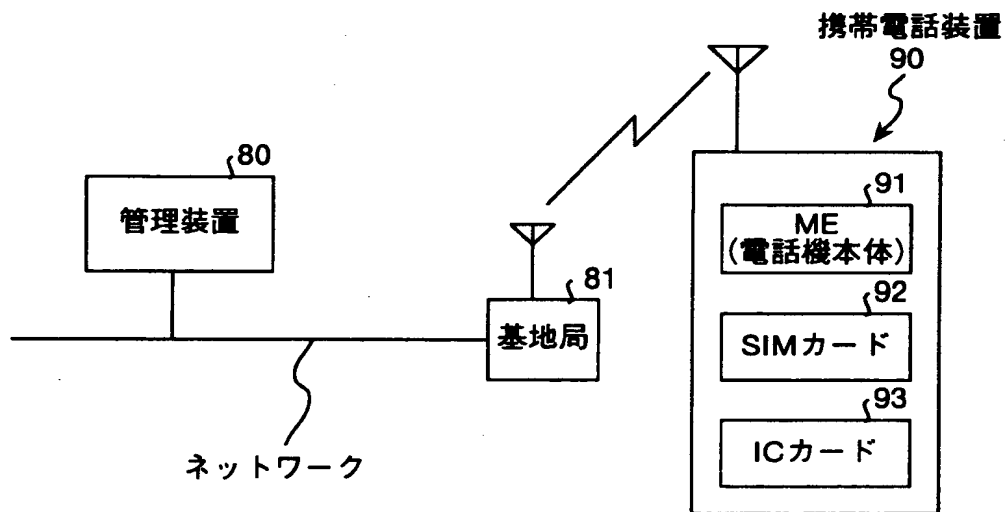 携帯電話装置
90
80
管理装置
91
ME
(電話機本体)
81
基地局
92
SIMカード
93
ICカード
ネットワーク